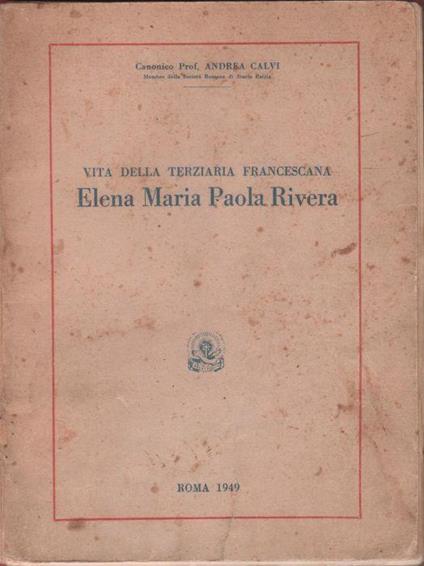 Canonico Prof. ANDREA CALVI
Membro della Società Romana di Storia Patria
VITA DELLA TERZIARIA FRANCESCANA
Elena Maria Paola Rivera
ROMA 1949